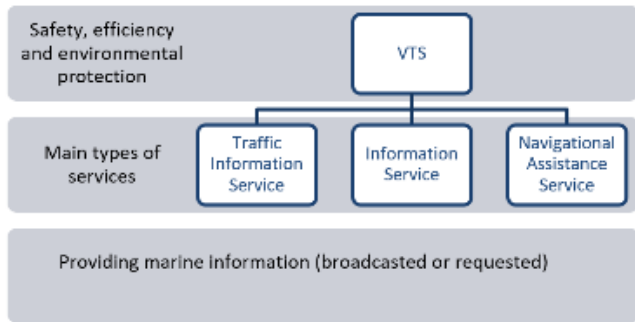 Safety, efficiency
and environmental
protection
VTS
Main types of
services
Traffic
Information
Service
Information
Service
Navigational
Assistance
Service
Providing marine information (broadcasted or requested)